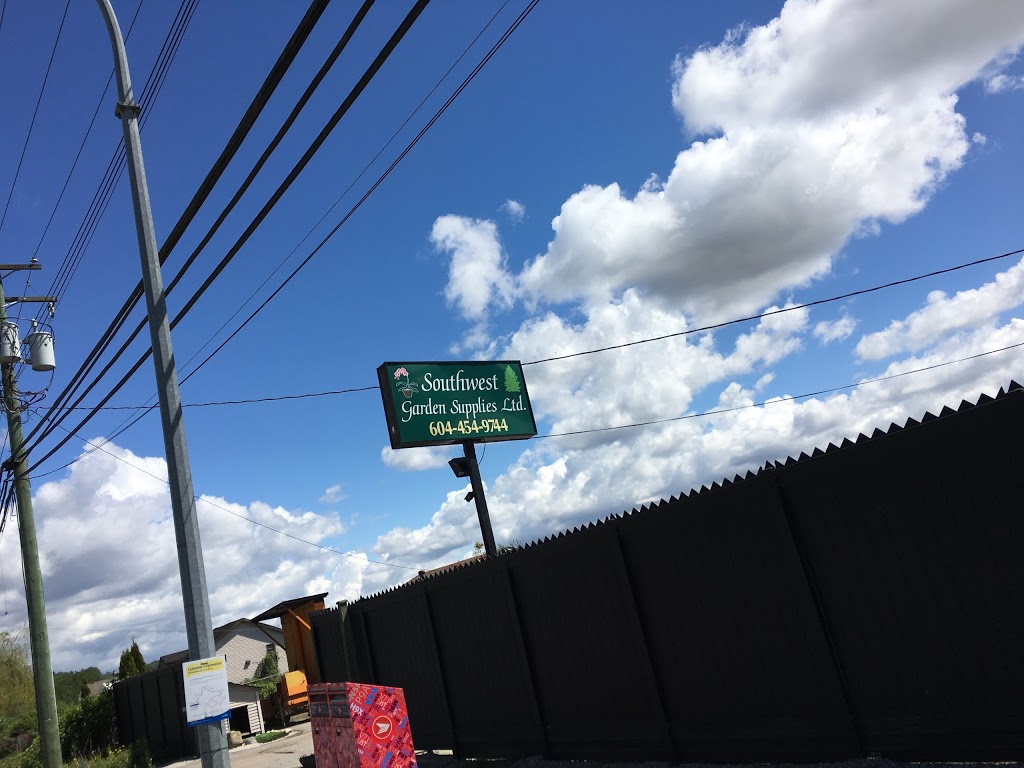 Southwest
Garden Supplies Ltd.
604-454-9744